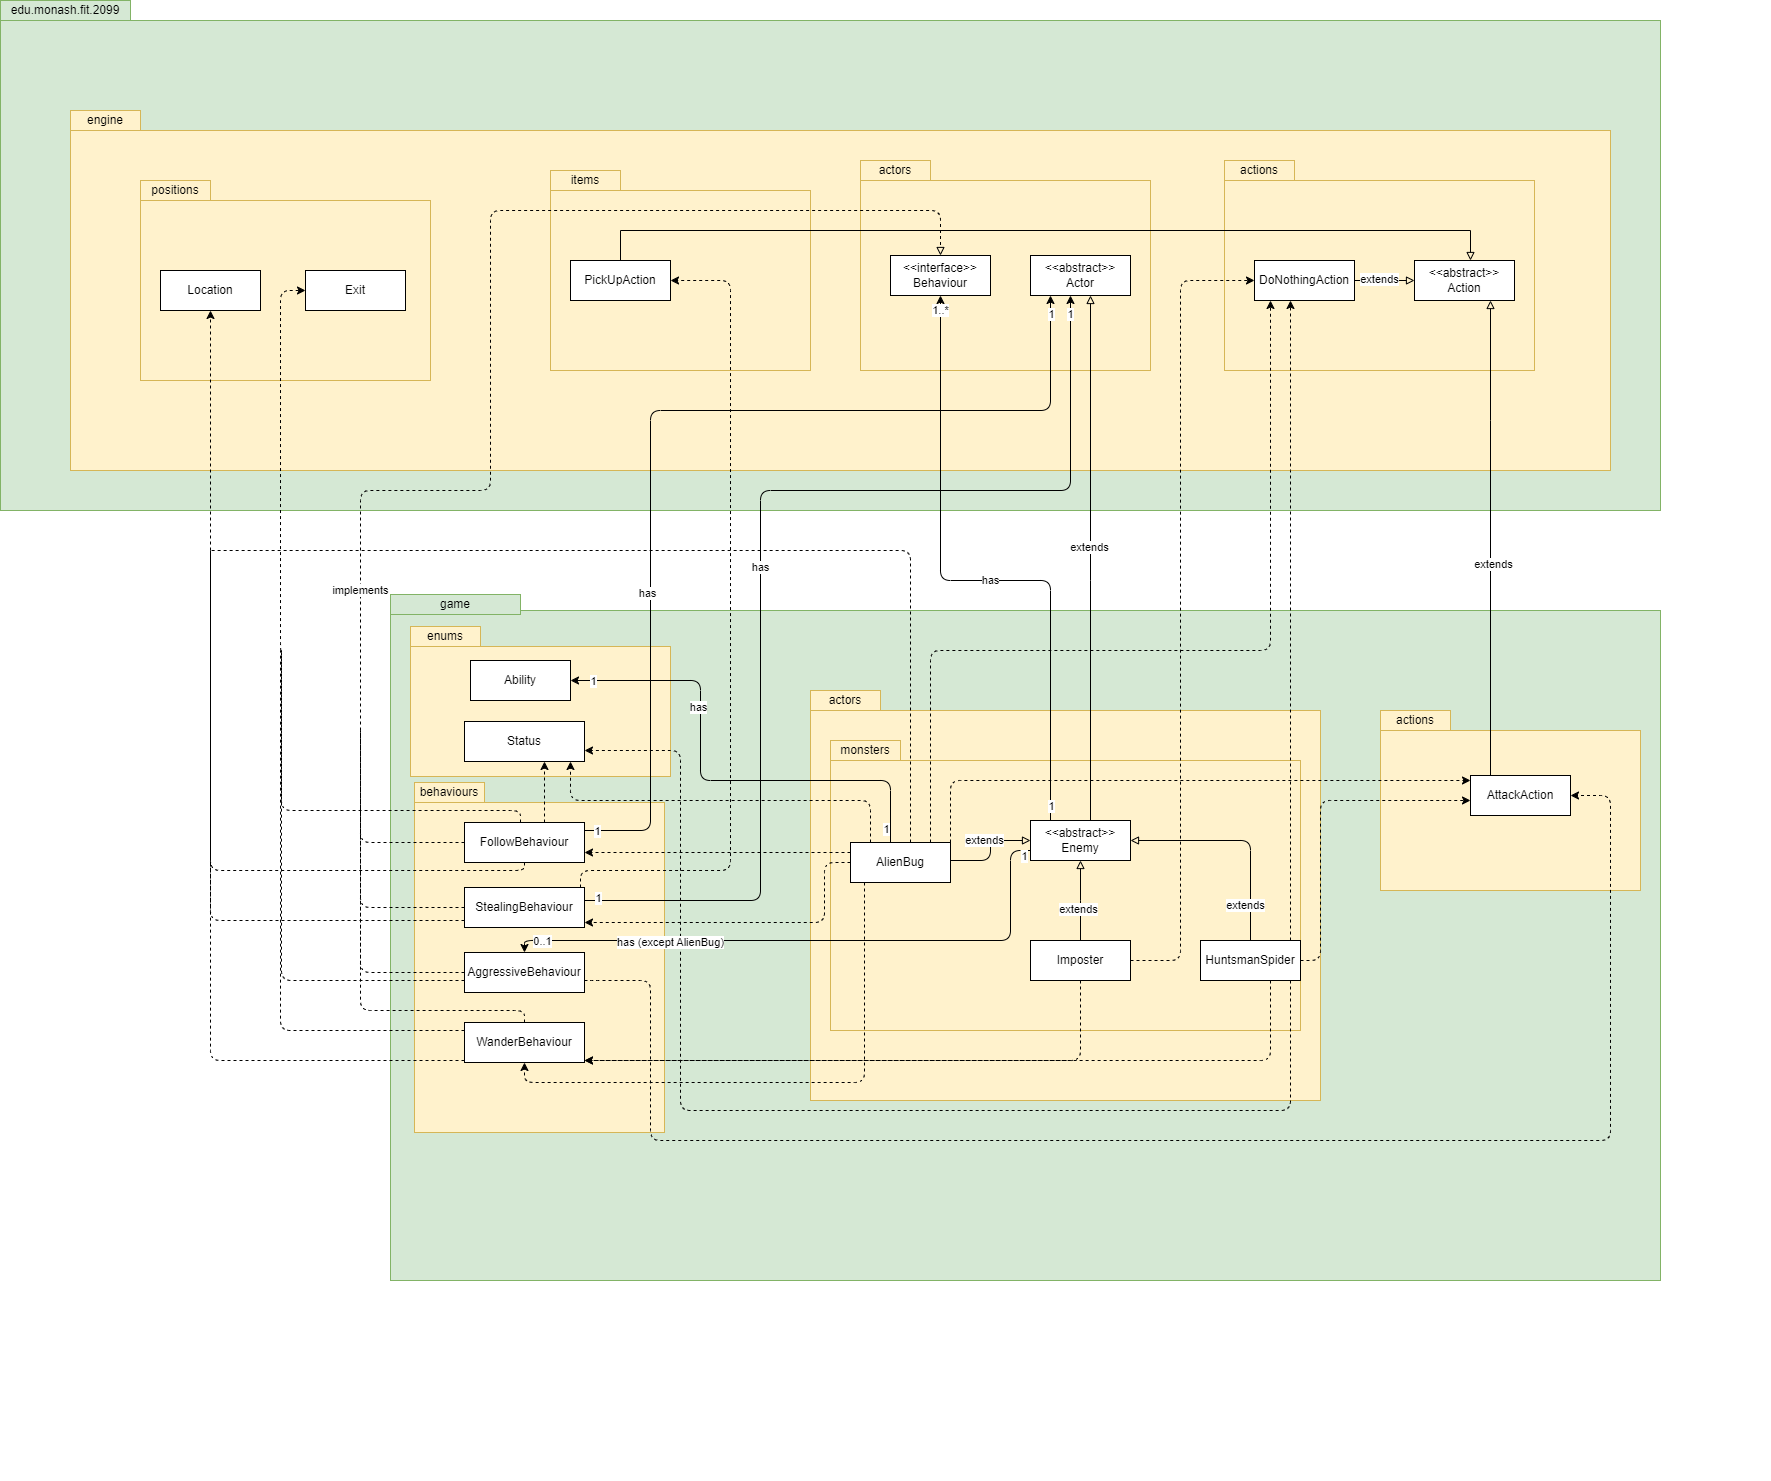 edu.monash.fit.2099
engine
positions
items
actors
actions
Location
Exit
PickUpAction
<<interface>>
Behaviour
<<abstract>>
Actor
DoNothingAction
extends
<<abstract>>
Action
1..*
1
1
extends
has
extends
has
implements
has
game
enums
Ability
1
has
Status
actors
monsters
actions
behaviours
AttackAction
1
FollowBehaviour
1
1
extends
<<abstract>>
Enemy
1
AlienBug
StealingBehaviour
1
extends
extends
0..1
has (except AlienBug)
Imposter
HuntsmanSpider
AggressiveBehaviour
WanderBehaviour